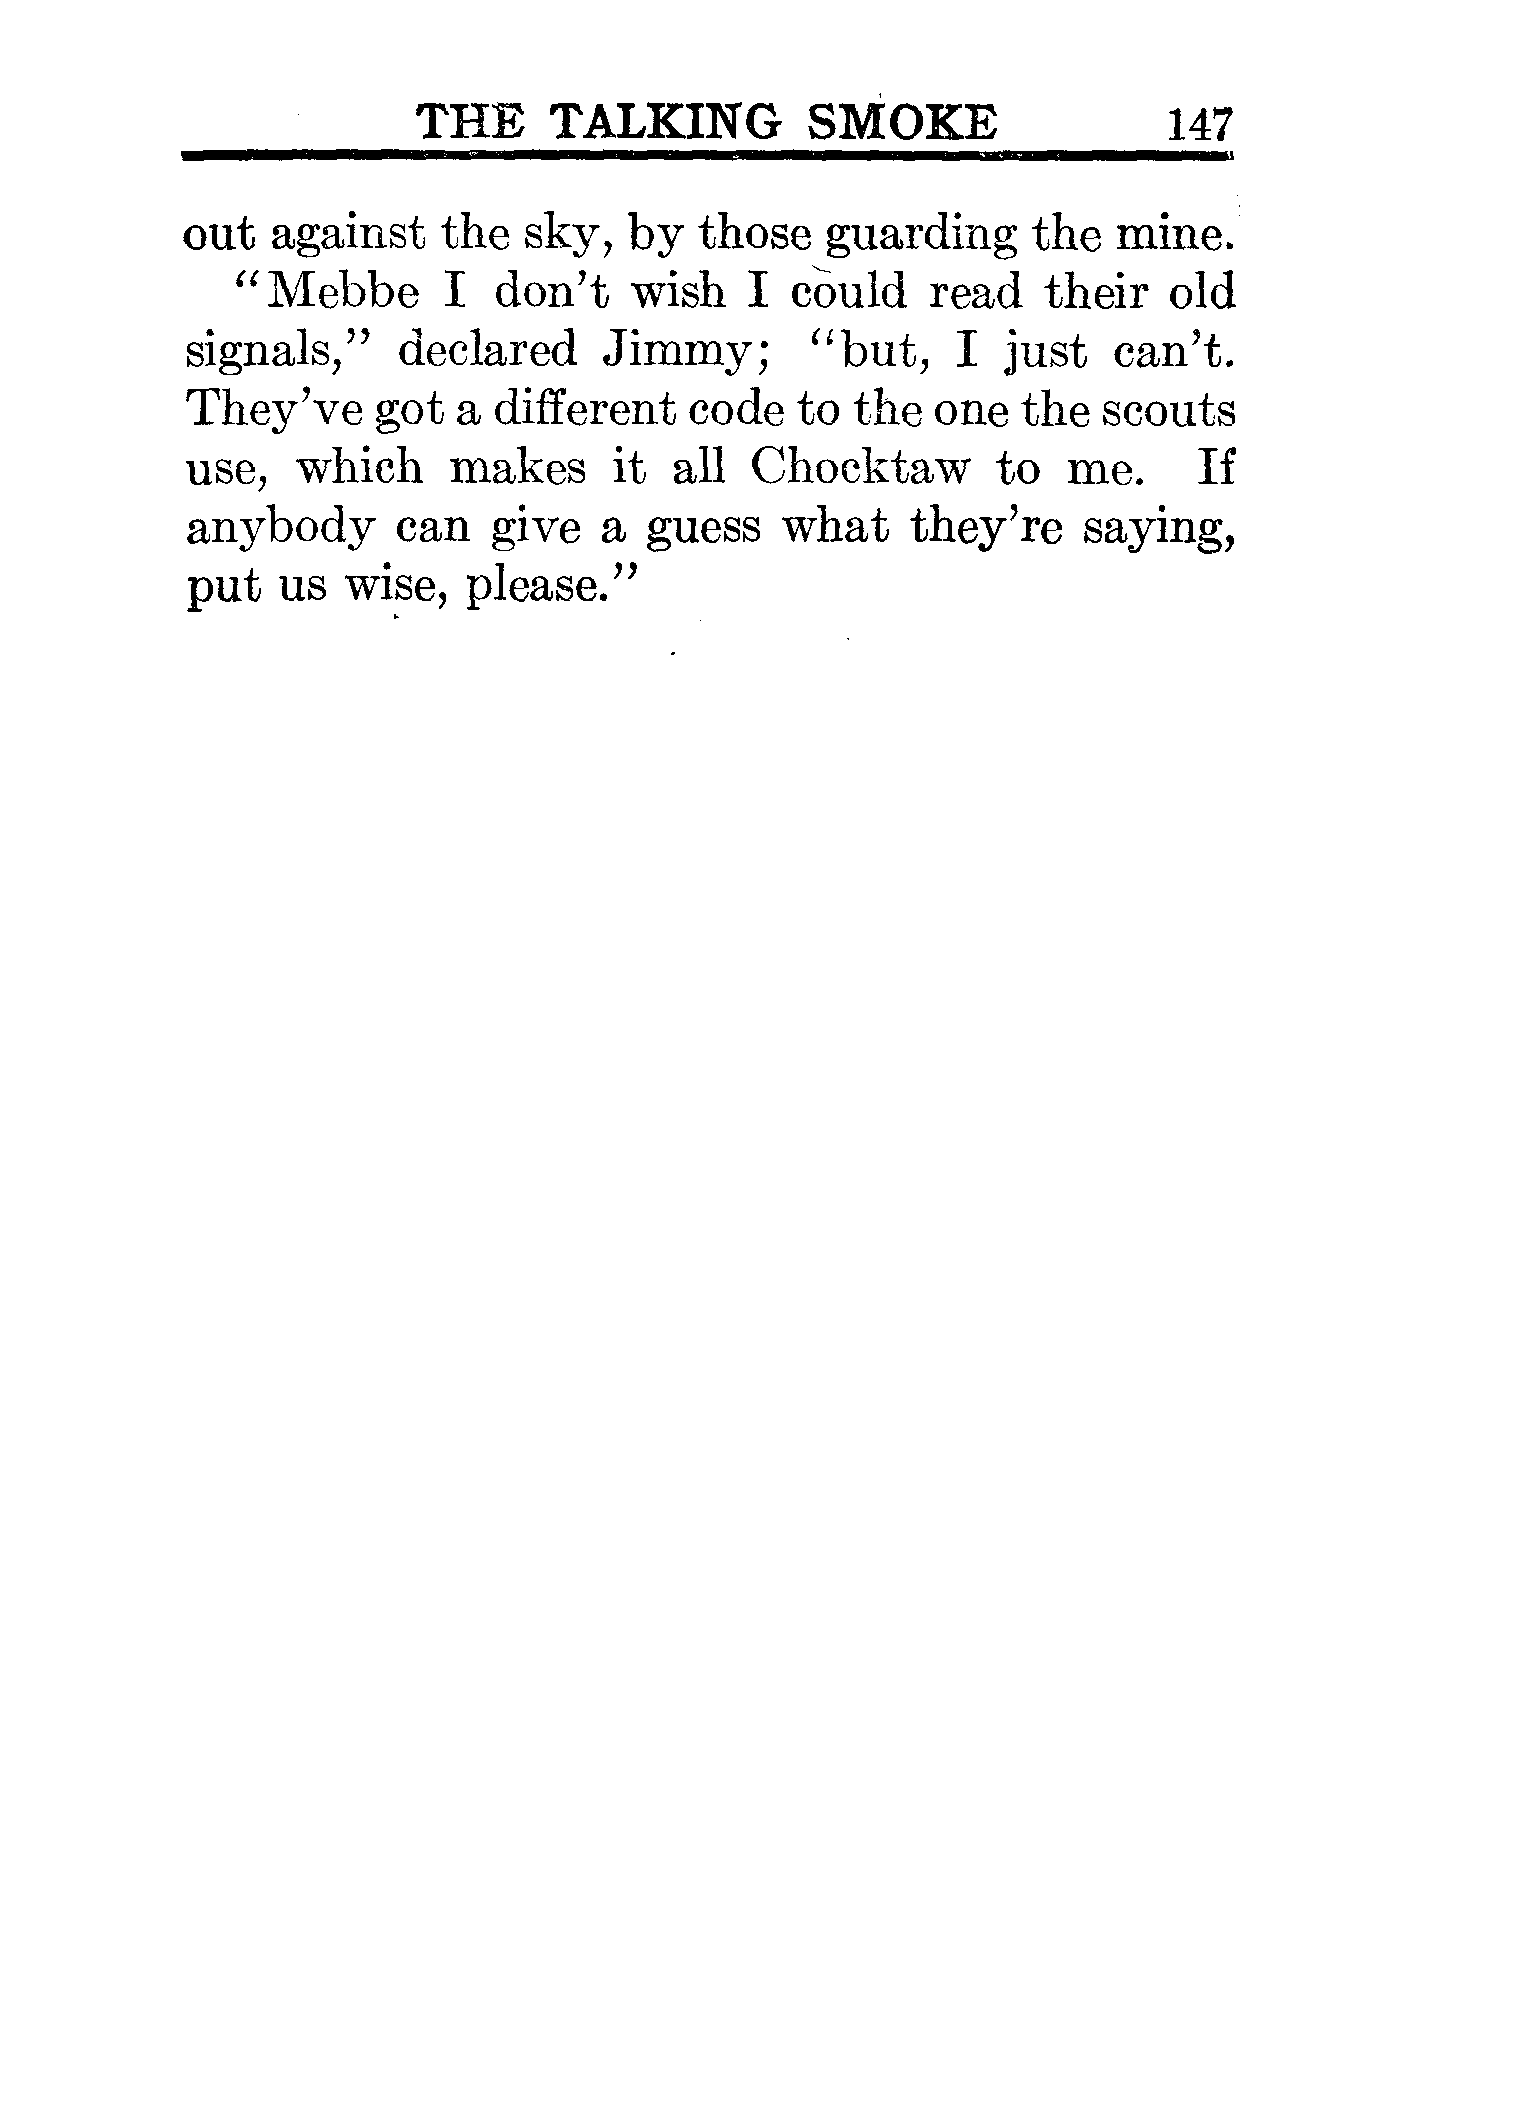 THE TALKING SMOKE 147
out against the sky, by those guarding the mine.
"Mebbe I don't wish I could read their old
signals," declared Jimmy; "but, I just can't.
They've got a different code to the one the scouts
use, which makes it all Chocktaw to me. If
anybody can give a guess what they're saying,
put us wise, please."